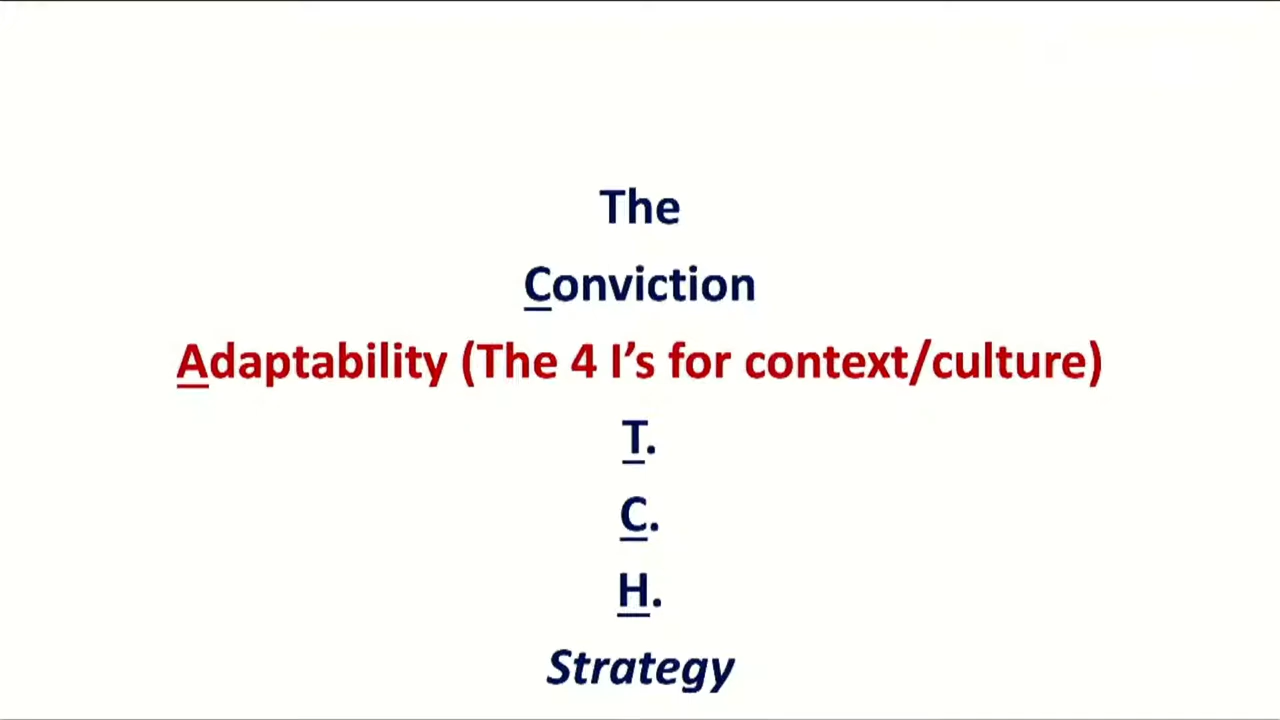 The
Conviction
Adaptability (The 4 I’s for context/culture)
T.
C.
H.
Strategy